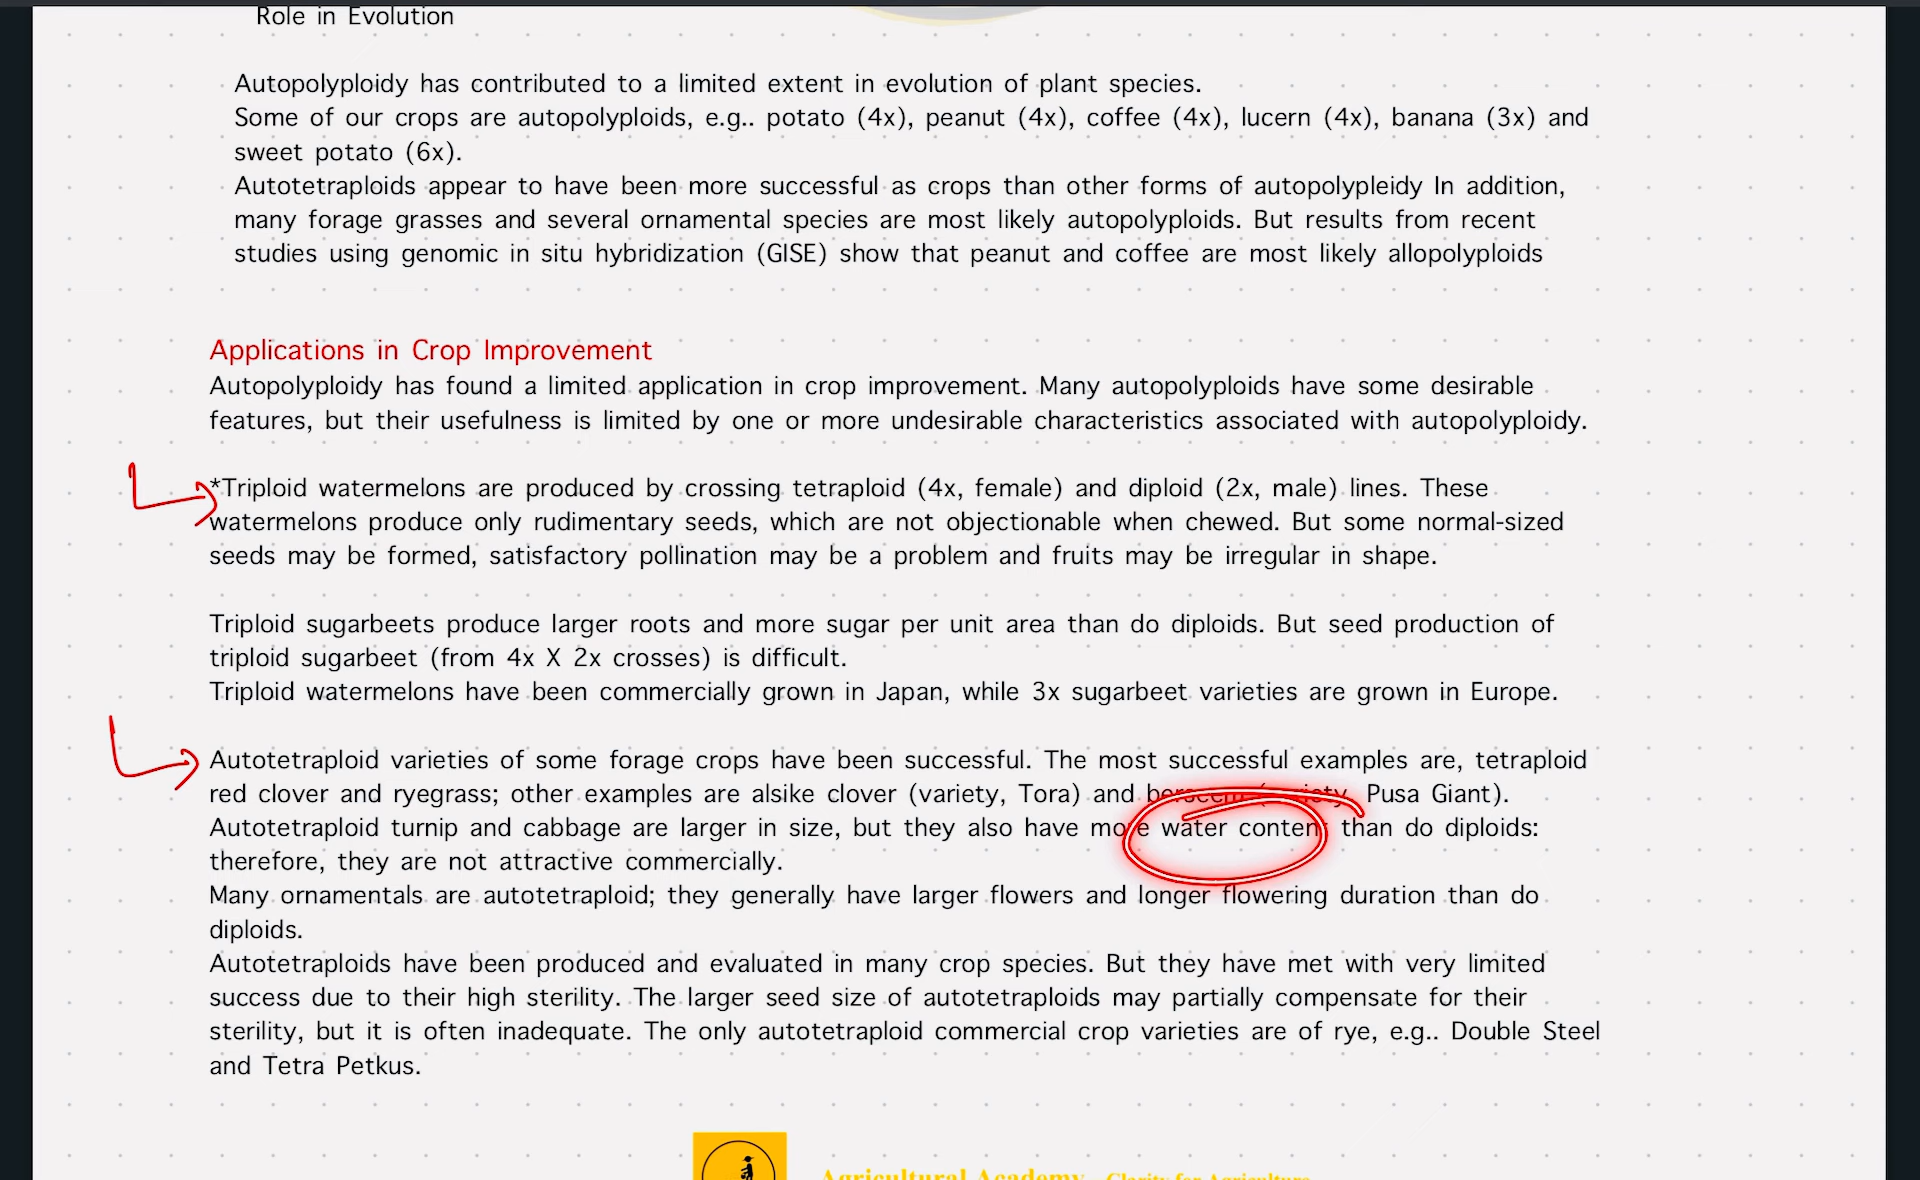 Role in Evolution
Autopolyploidy has contributed to a limited extent in evolution of plant species.
Some of our crops are autopolyploids, e.g.. potato (4x), peanut (4x), coffee (4x), lucern (4x), banana (3x) and
sweet potato (6x).
Autotetraploids appear to have been more successful as crops than other forms of autopolypleidy In addition,
many forage grasses and several ornamental species are most likely autopolyploids. But results from recent
studies using genomic in situ hybridization (GISE) show that peanut and coffee are most likely allopolyploids
Applications in Crop Improvement
Autopolyploidy has found a limited application in crop improvement. Many autopolyploids have some desirable
features, but their usefulness is limited by one or more undesirable characteristics associated with autopolyploidy.
*Triploid watermelons are produced by crossing tetraploid (4x, female) and diploid (2x, male) lines. These
watermelons produce only rudimentary seeds, which are not objectionable when chewed. But some normal-sized
seeds may be formed, satisfactory pollination may be a problem and fruits may be irregular in shape.
Triploid sugarbeets produce larger roots and more sugar per unit area than do diploids. But seed production of
triploid sugarbeet (from 4x X 2x crosses) is difficult.
Triploid watermelons have been commercially grown in Japan, while 3x sugarbeet varieties are grown in Europe.
Autotetraploid varieties of some forage crops have been successful. The most successful examples are, tetraploid
red clover and ryegrass; other examples are alsike clover (variety, Tora) and berseem (variety, Pusa Giant).
Autotetraploid turnip and cabbage are larger in size, but they also have more water content than do diploids:
therefore, they are not attractive commercially.
Many ornamentals are autotetraploid; they generally have larger flowers and longer flowering duration than do
diploids.
Autotetraploids have been produced and evaluated in many crop species. But they have met with very limited
success due to their high sterility. The larger seed size of autotetraploids may partially compensate for their
sterility, but it is often inadequate. The only autotetraploid commercial crop varieties are of rye, e.g.. Double Steel
and Tetra Petkus.
Agricultural Academy - Clarity for Agriculture